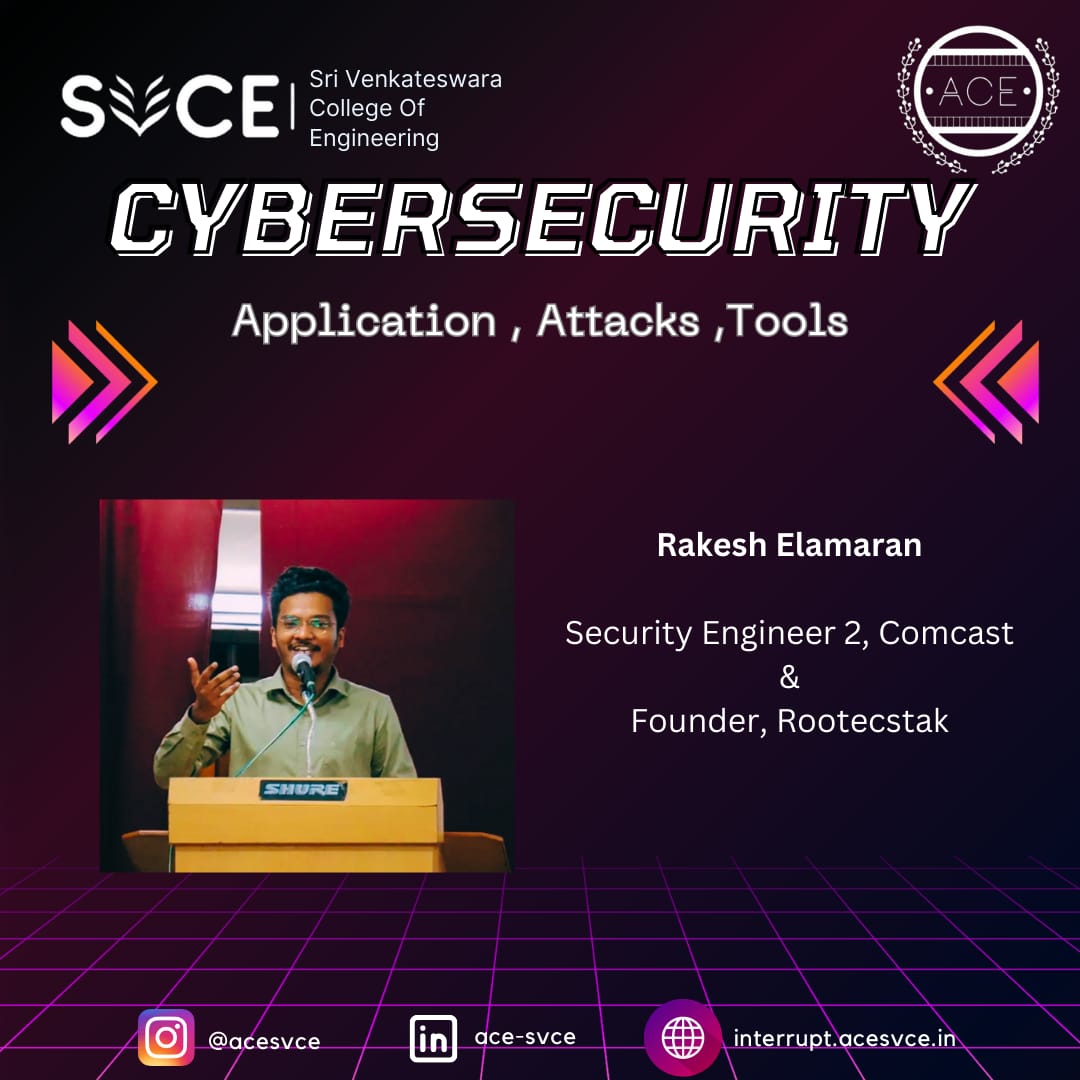 SVCE
Sri Venkateswara
College Of
Engineering
ACE
CYBERSECURITY
Application , Attacks ,Tools
Rakesh Elamaran
Security Engineer 2, Comcast
&
Founder, Rootecstak
SHURE
@acesvce
in
ace-svce
interrupt.acesvce.in